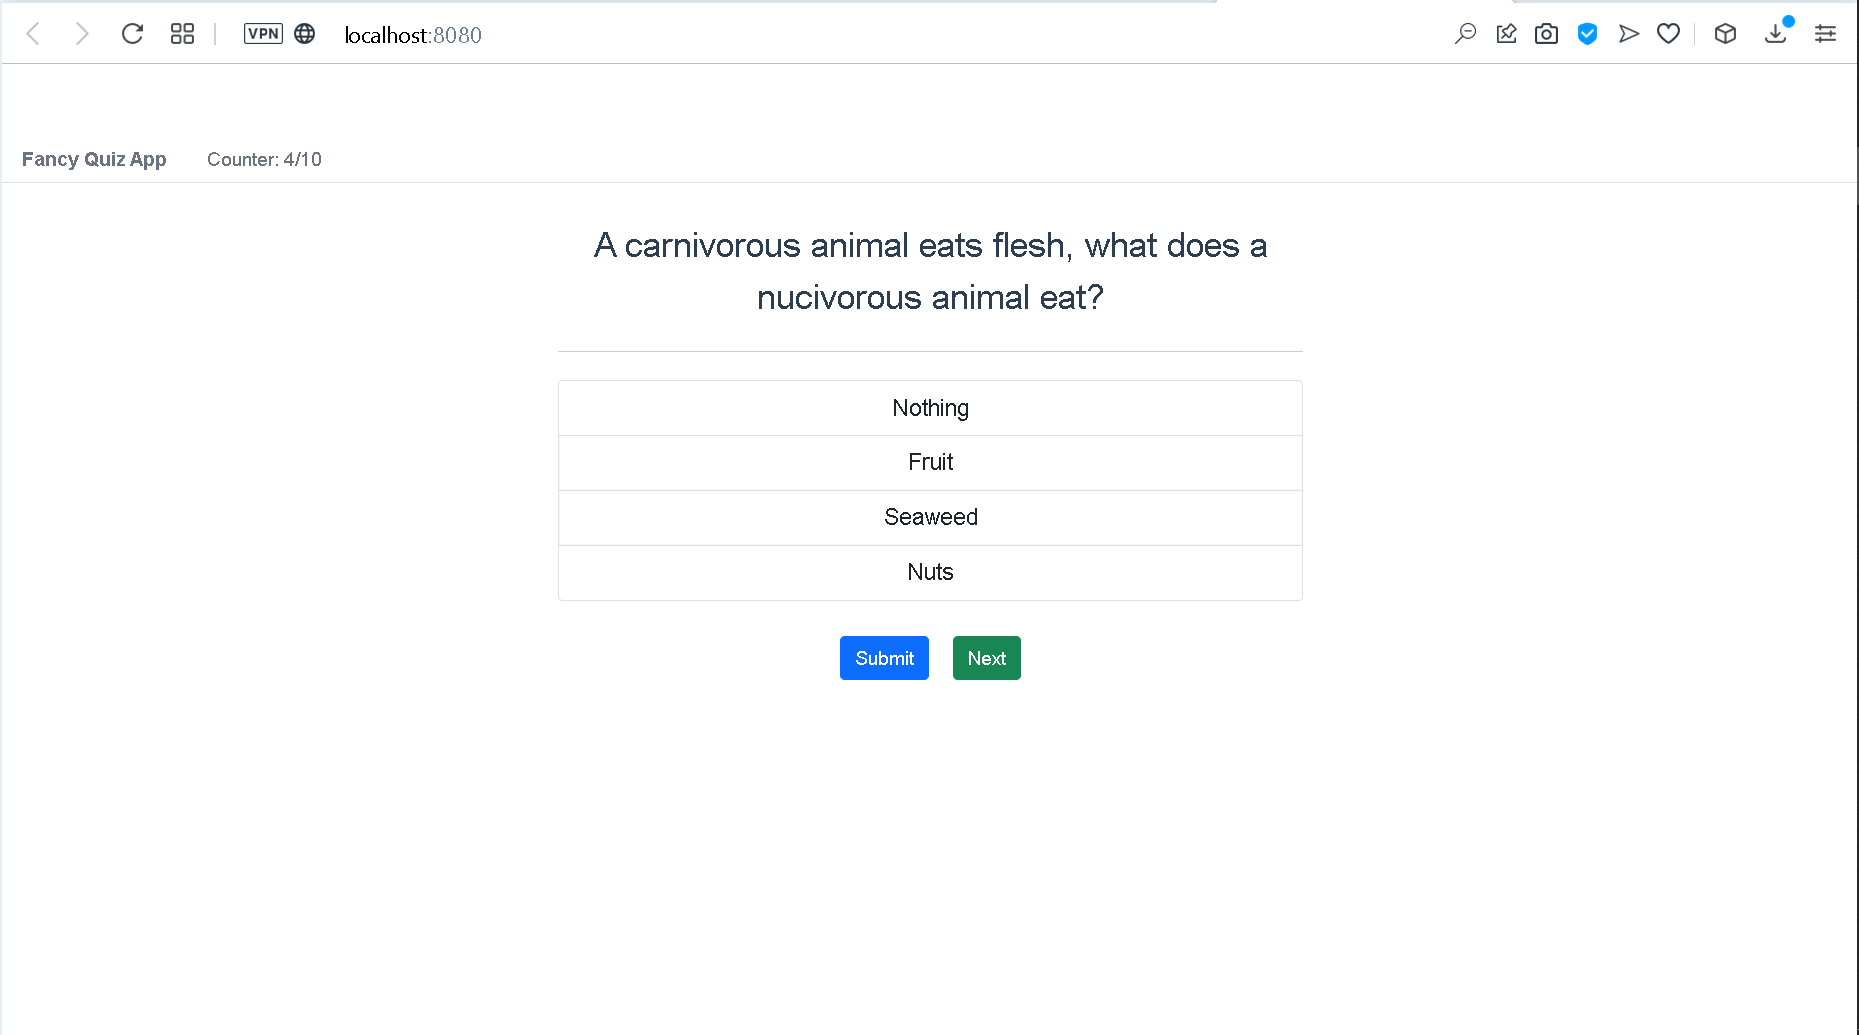 VPN localhost:8080
Fancy Quiz App Counter: 4/10
A carnivorous animal eats flesh, what does a
nucivorous animal eat?
Nothing
Fruit
Seaweed
Nuts
Submit Next